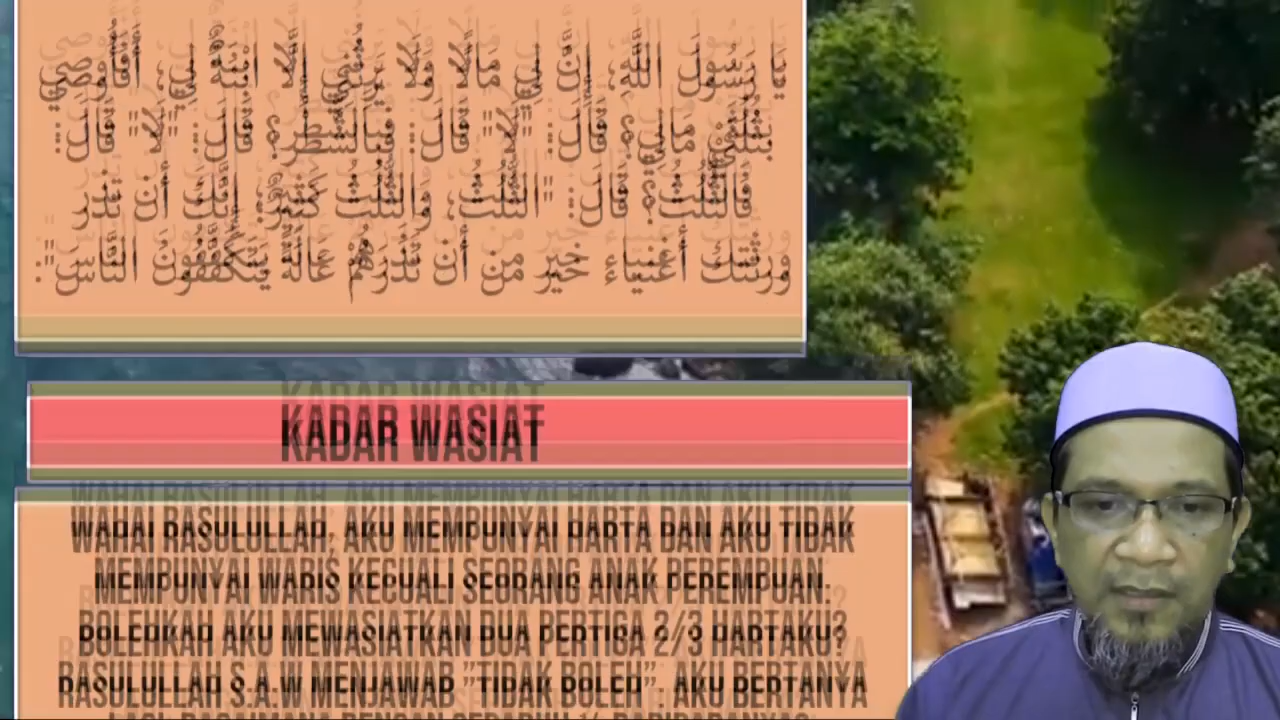 يَا رَسُولَ اللَّهِ، إِنَّ لِي مَالًا وَلَا يَرِثُنِي إِلَّا ابْنَةٌ لِي، أَفَأُوصِي
بِثُلُثَيْ مَالِي؟ قَالَ: "لَا" قَالَ: فَبِالشَّطْرِ؟ قَالَ: "لَا" قَالَ:
فَالثُّلُثُ؟ قَالَ: "الثُّلُثُ، وَالثُّلُثُ كَثِيرٌ، إِنَّكَ أَنْ تَذَرَ
وَرَثَتَكَ أَغْنِيَاءَ خَيْرٌ مِنْ أَنْ تَذَرَهُمْ عَالَةً يَتَكَفَّفُونَ النَّاسَ".
KADAR WASIAT
WAHAI RASULULLAH, AKU MEMPUNYAI HARTA DAN AKU TIDAK
MEMPUNYAI WARIS KECUALI SEORANG ANAK PEREMPUAN.
BOLEHKAH AKU MEWASIATKAN DUA PERTIGA 2/3 HARTAKU?
RASULULLAH S.A.W MENJAWAB "TIDAK BOLEH". AKU BERTANYA